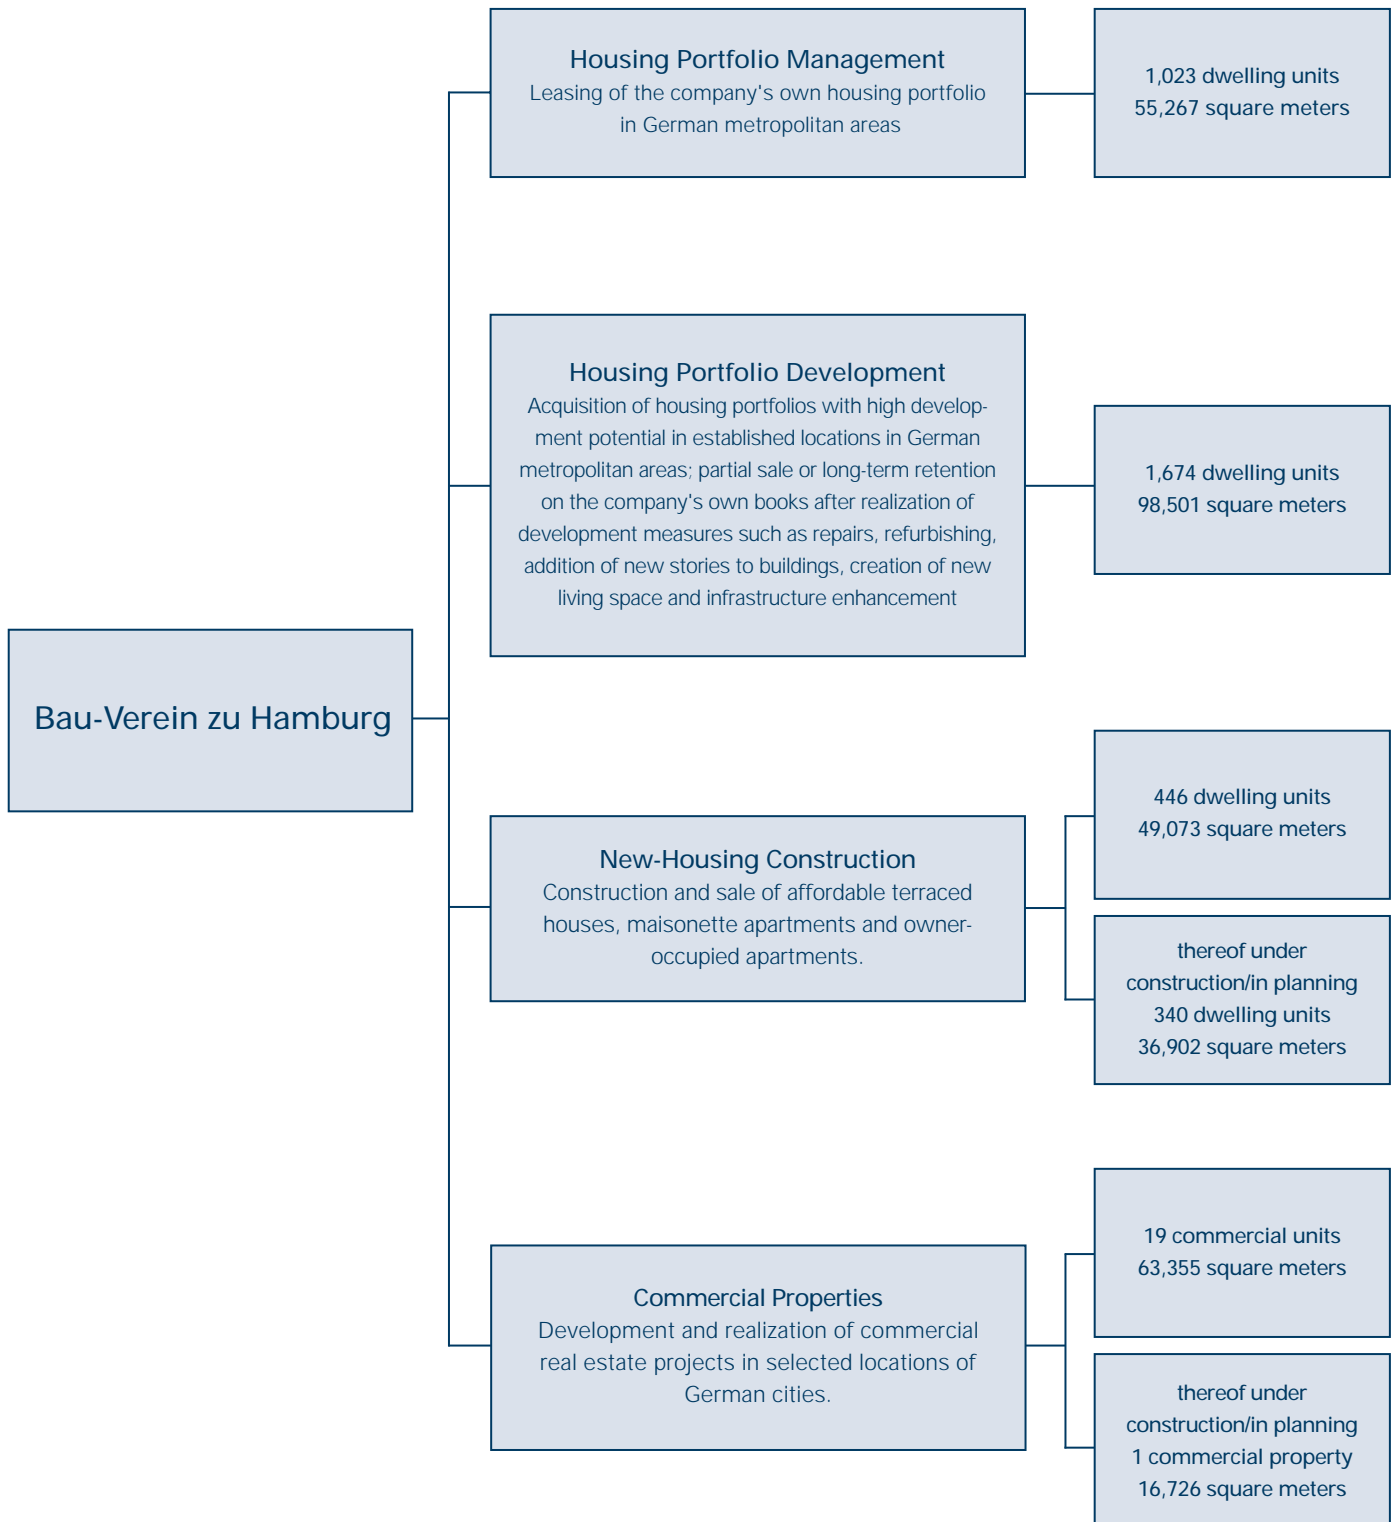 Bau-Verein zu Hamburg
Housing Portfolio Management
Leasing of the company's own housing portfolio
in German metropolitan areas
1,023 dwelling units
55,267 square meters
Housing Portfolio Development
Acquisition of housing portfolios with high develop-
ment potential in established locations in German
metropolitan areas; partial sale or long-term retention
on the company's own books after realization of
development measures such as repairs, refurbishing,
addition of new stories to buildings, creation of new
living space and infrastructure enhancement
1,674 dwelling units
98,501 square meters
New-Housing Construction
Construction and sale of affordable terraced
houses, maisonette apartments and owner-
occupied apartments.
446 dwelling units
49,073 square meters
thereof under
construction/in planning
340 dwelling units
36,902 square meters
Commercial Properties
Development and realization of commercial
real estate projects in selected locations of
German cities.
19 commercial units
63,355 square meters
thereof under
construction/in planning
1 commercial property
16,726 square meters